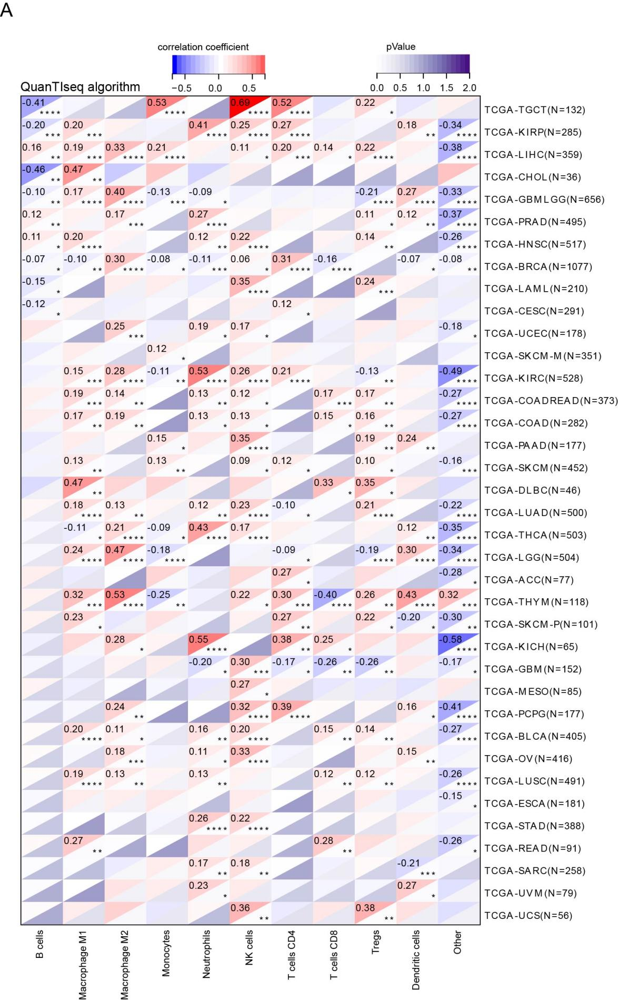 A
correlation coefficient
pValue
−0.5 0.0 0.5
0.0 0.5 1.0 1.5 2.0
QuanTIseq algorithm
-0.41 0.53 0.69 0.52 0.22
**** **** **** **** *
TCGA-TGCT(N=132)
-0.20 0.20 0.41 0.25 0.27 0.18 -0.34
*** *** **** **** **** ** ****
TCGA-KIRP(N=285)
0.16 0.19 0.33 0.21 0.11 0.20 0.14 0.22 -0.38
** *** **** **** * *** * **** ****
TCGA-LIHC(N=359)
-0.46 0.47
** **
TCGA-CHOL(N=36)
-0.10 0.17 0.40 -0.13 -0.09 -0.21 0.27 -0.33
** **** **** *** * **** **** ****
TCGA-GBMLGG(N=656)
0.12 0.17 0.27 0.11 0.12 -0.37
** *** **** * ** ****
TCGA-PRAD(N=495)
0.11 0.20 0.12 0.22 0.14 -0.26
* **** ** **** ** ****
TCGA-HNSC(N=517)
-0.07 -0.10 0.30 -0.08 -0.11 0.06 0.31 -0.16 -0.07 -0.08
* ** **** * *** * **** **** * **
TCGA-BRCA(N=1077)
-0.15 0.35 0.24
* **** ***
TCGA-LAML(N=210)
-0.12 0.12
* *
TCGA-CESC(N=291)
0.25 0.19 0.17 -0.18
*** * * *
TCGA-UCEC(N=178)
0.12
*
TCGA-SKCM-M(N=351)
0.15 0.28 -0.11 0.53 0.26 0.21 -0.13 -0.49
*** **** ** **** **** **** ** ****
TCGA-KIRC(N=528)
0.19 0.14 0.13 0.12 0.17 0.17 -0.27
*** ** ** * *** ** ****
TCGA-COADREAD(N=373)
0.17 0.19 0.13 0.13 0.15 0.16 -0.27
** ** * * * ** ****
TCGA-COAD(N=282)
0.15 0.35 0.19 0.24
* **** ** **
TCGA-PAAD(N=177)
0.13 0.13 0.09 0.12 0.10 -0.16
** ** * * * ***
TCGA-SKCM(N=452)
0.47 0.33 0.35
** * *
TCGA-DLBC(N=46)
0.18 0.13 0.12 0.23 -0.10 0.21 -0.22
**** ** ** **** * **** ****
TCGA-LUAD(N=500)
-0.11 0.21 -0.09 0.43 0.17 0.12 -0.35
* **** * **** **** ** ****
TCGA-THCA(N=503)
0.24 0.47 -0.18 -0.09 -0.19 0.30 -0.34
**** **** **** * **** **** ****
TCGA-LGG(N=504)
0.27 -0.28
* *
TCGA-ACC(N=77)
0.32 0.53 -0.25 0.22 0.30 -0.40 0.26 0.43 0.32
*** **** ** * *** **** ** **** ***
TCGA-THYM(N=118)
0.23 0.27 0.22 -0.20 -0.30
* ** * * **
TCGA-SKCM-P(N=101)
0.28 0.55 0.38 0.25 -0.58
* **** ** * ****
TCGA-KICH(N=65)
-0.20 0.30 -0.17 -0.26 -0.26 -0.17
* *** * ** ** *
TCGA-GBM(N=152)
0.27
*
TCGA-MESO(N=85)
0.24 0.32 0.39 0.16 -0.41
** **** **** * ****
TCGA-PCPG(N=177)
0.20 0.11 0.16 0.20 0.15 0.14 -0.27
**** * ** **** ** ** ****
TCGA-BLCA(N=405)
0.18 0.11 0.33 0.15
*** * **** **
TCGA-OV(N=416)
0.19 0.13 0.13 0.12 0.12 -0.26
**** ** ** ** ** ****
TCGA-LUSC(N=491)
-0.15
*
TCGA-ESCA(N=181)
0.26 0.22
**** ****
TCGA-STAD(N=388)
0.27 0.28 -0.26
** ** *
TCGA-READ(N=91)
0.17 0.18 -0.21
** ** ***
TCGA-SARC(N=258)
0.23 0.27
* *
TCGA-UVM(N=79)
0.36 0.38
** **
TCGA-UCS(N=56)
B cells
Macrophage M1
Macrophage M2
Monocytes
Neutrophils
NK cells
T cells CD4
T cells CD8
Tregs
Dendritic cells
Other